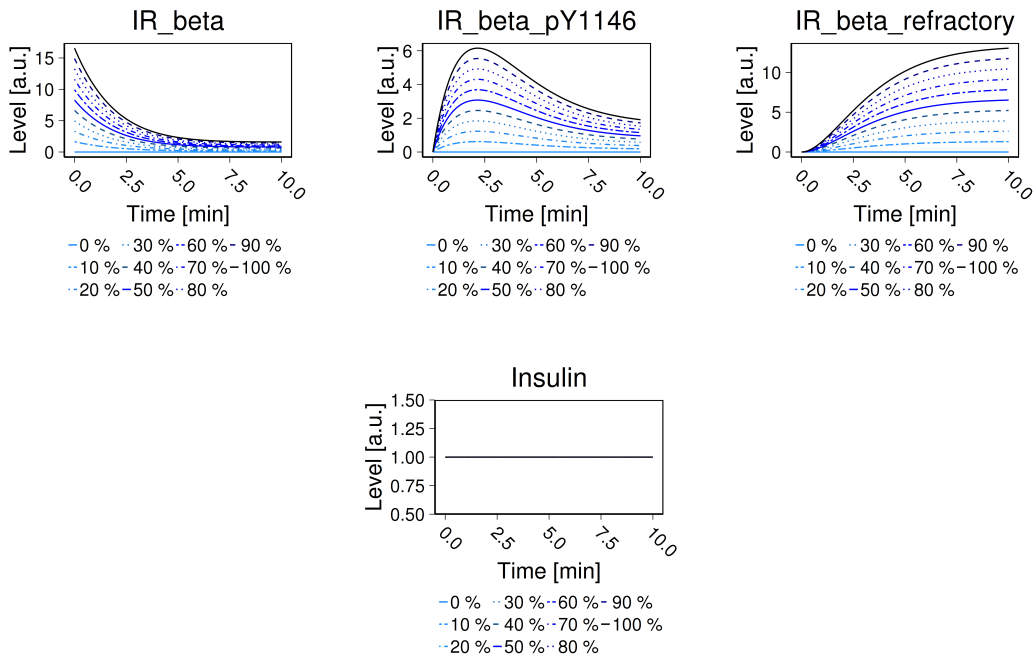 IR_beta
IR_beta_pY1146
IR_beta_refractory
Level [a.u.]
15
10
5
0
0.0
2.5
5.0
7.5
10.0
Time [min]
0 % 30 % 60 % 90 %
10 % 40 % 70 % 100 %
20 % 50 % 80 %
Level [a.u.]
6
4
2
0
0.0
2.5
5.0
7.5
10.0
Time [min]
0 % 30 % 60 % 90 %
10 % 40 % 70 % 100 %
20 % 50 % 80 %
Level [a.u.]
10
5
0
0.0
2.5
5.0
7.5
10.0
Time [min]
0 % 30 % 60 % 90 %
10 % 40 % 70 % 100 %
20 % 50 % 80 %
Insulin
Level [a.u.]
1.50
1.25
1.00
0.75
0.50
0.0
2.5
5.0
7.5
10.0
Time [min]
0 % 30 % 60 % 90 %
10 % 40 % 70 % 100 %
20 % 50 % 80 %